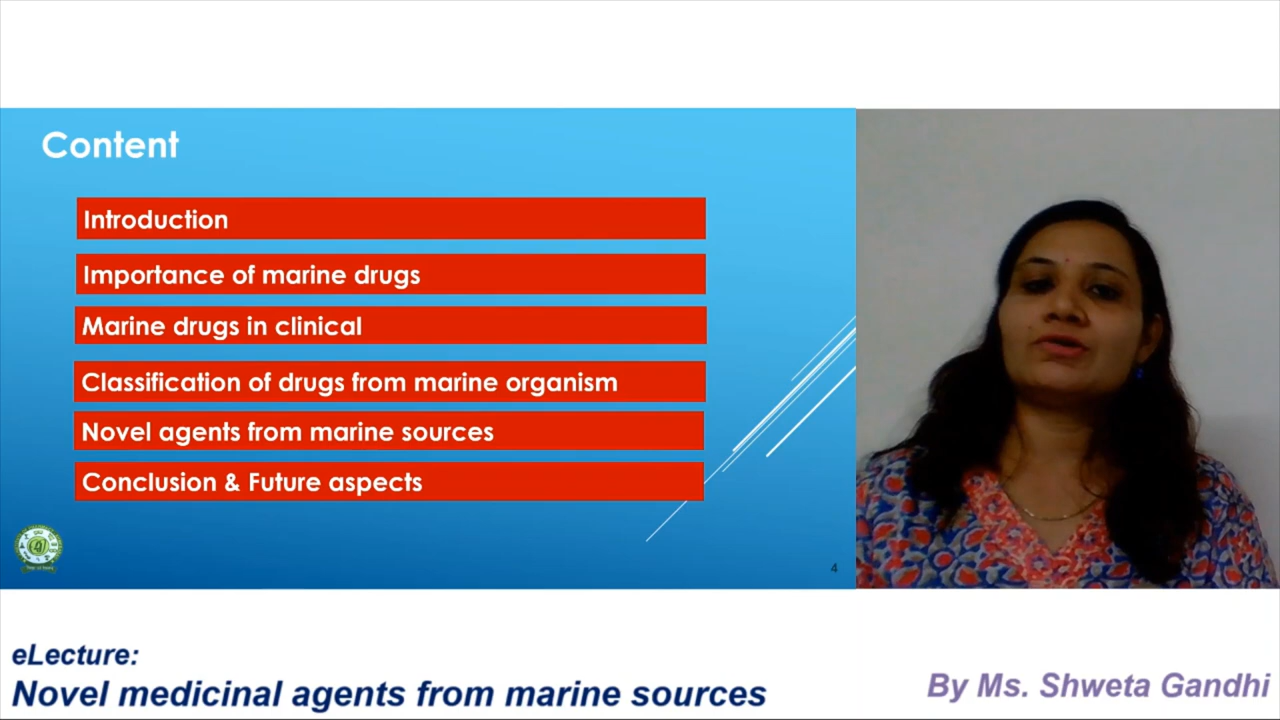 Content
Introduction
Importance of marine drugs
Marine drugs in clinical
Classification of drugs from marine organism
Novel agents from marine sources
Conclusion & Future aspects
4
eLecture:
Novel medicinal agents from marine sources
By Ms. Shweta Gandhi